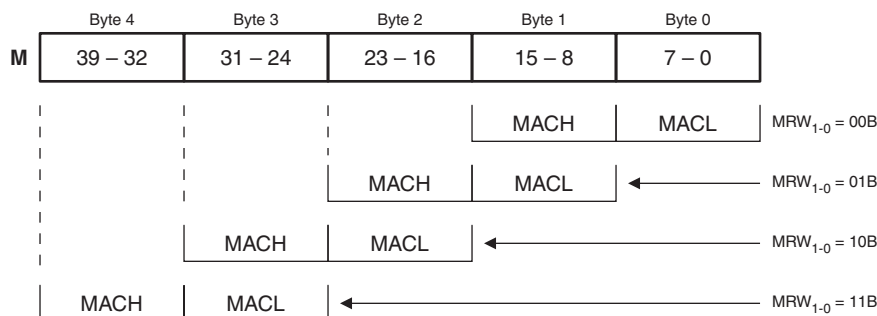 Byte 4 Byte 3 Byte 2 Byte 1 Byte 0
M 39 – 32 31 – 24 23 – 16 15 – 8 7 – 0
MACH MACL MRW1-0 = 00B
MACH MACL MRW1-0 = 01B
MACH MACL MRW1-0 = 10B
MACH MACL MRW1-0 = 11B